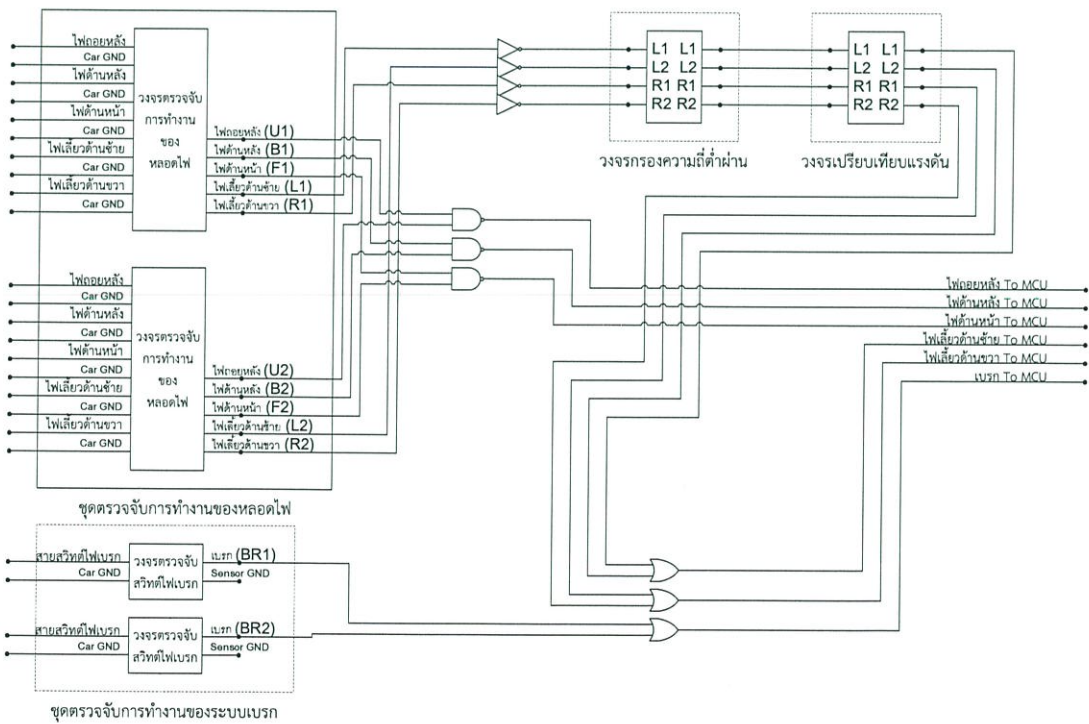 ไฟถอยหลัง
Car GND
ไฟด้านหลัง
Car GND
ไฟด้านหน้า
Car GND
ไฟเลี้ยวด้านซ้าย
Car GND
ไฟเลี้ยวด้านขวา
Car GND
วงจรตรวจจับ
การทำงาน
ของ
หลอดไฟ
ไฟถอยหลัง (U1)
ไฟด้านหลัง (B1)
ไฟด้านหน้า (F1)
ไฟเลี้ยวด้านซ้าย (L1)
ไฟเลี้ยวด้านขวา (R1)
L1 L1
L2 L2
R1 R1
R2 R2
วงจรกรองความถี่ต่ำผ่าน
L1 L1
L2 L2
R1 R1
R2 R2
วงจรเปรียบเทียบแรงดัน
ไฟถอยหลัง
Car GND
ไฟด้านหลัง
Car GND
ไฟด้านหน้า
Car GND
ไฟเลี้ยวด้านซ้าย
Car GND
ไฟเลี้ยวด้านขวา
Car GND
วงจรตรวจจับ
การทำงาน
ของ
หลอดไฟ
ไฟถอยหลัง (U2)
ไฟด้านหลัง (B2)
ไฟด้านหน้า (F2)
ไฟเลี้ยวด้านซ้าย (L2)
ไฟเลี้ยวด้านขวา (R2)
ไฟถอยหลัง To MCU
ไฟด้านหลัง To MCU
ไฟด้านหน้า To MCU
ไฟเลี้ยวด้านซ้าย To MCU
ไฟเลี้ยวด้านขวา To MCU
เบรก To MCU
ชุดตรวจจับการทำงานของหลอดไฟ
สายสวิทต์ไฟเบรก
Car GND
วงจรตรวจจับ
สวิทต์ไฟเบรก
เบรก (BR1)
Sensor GND
สายสวิทต์ไฟเบรก
Car GND
วงจรตรวจจับ
สวิทต์ไฟเบรก
เบรก (BR2)
Sensor GND
ชุดตรวจจับการทำงานของระบบเบรก